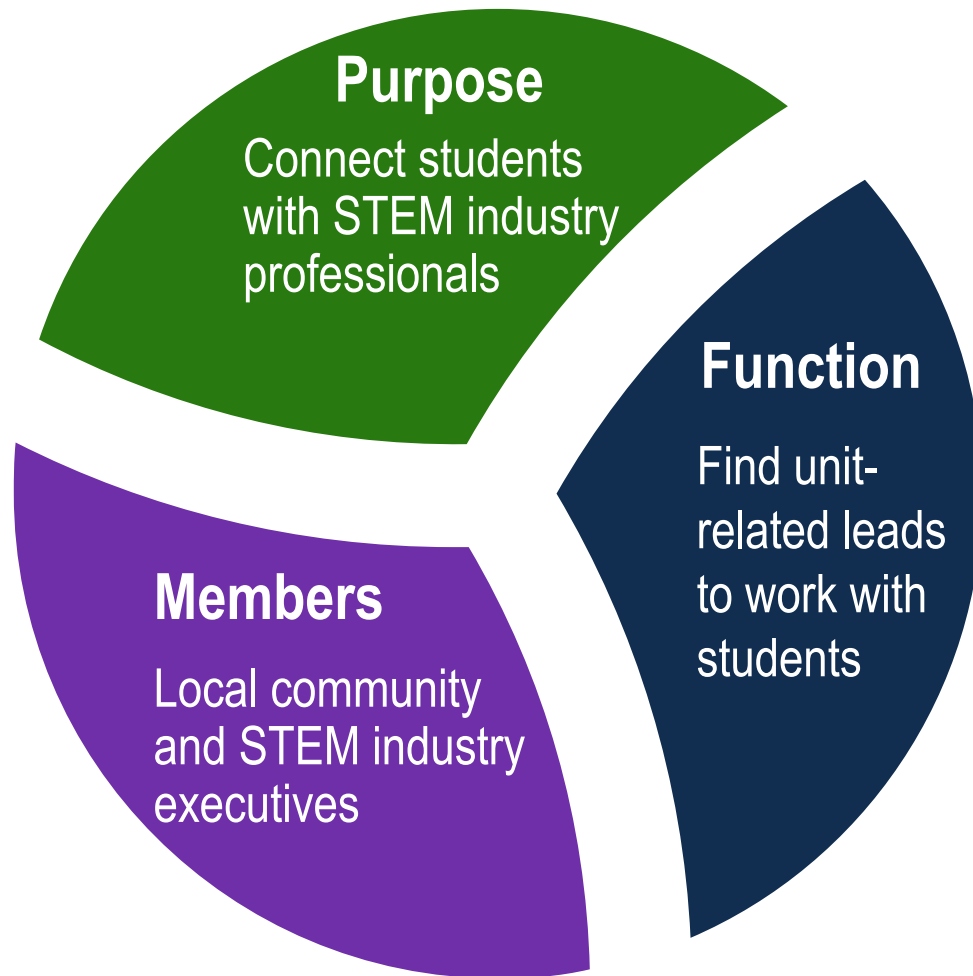 Purpose
Connect students
with STEM industry
professionals
Function
Find unit-
related leads
to work with
students
Members
Local community
and STEM industry
executives